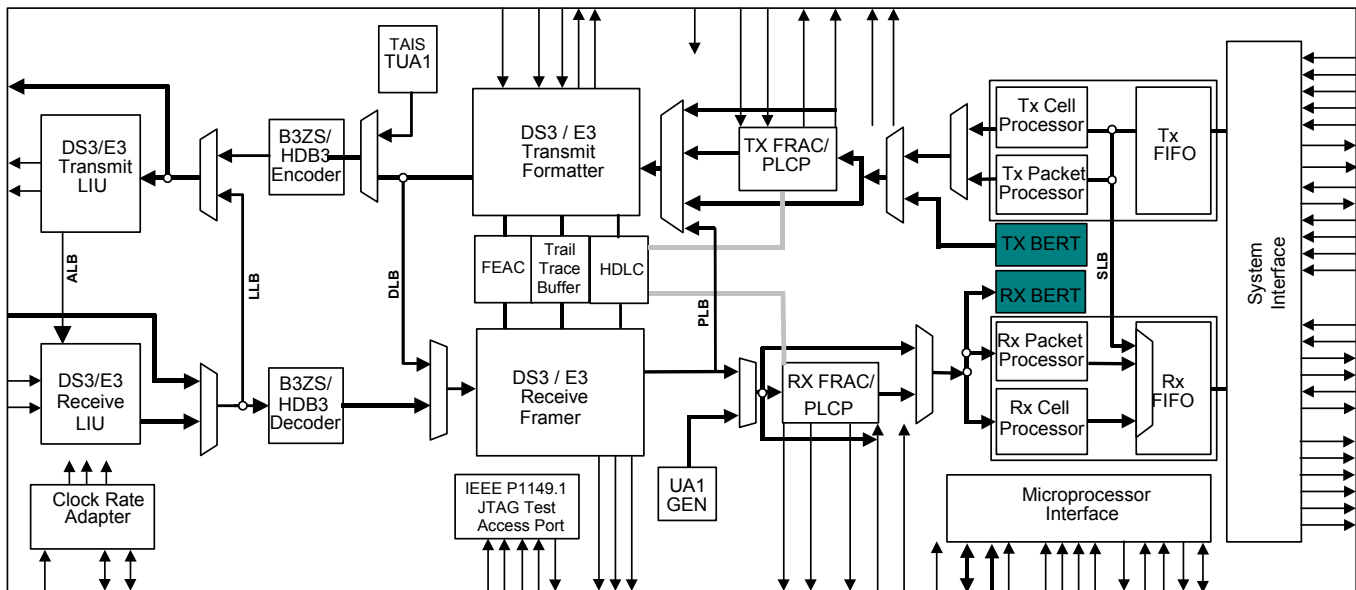 TAIS
TUA1
DS3/E3
Transmit
LIU
B3ZS/
HDB3
Encoder
DS3 / E3
Transmit
Formatter
TX FRAC/
PLCP
Tx Cell
Processor
Tx Packet
Processor
Tx
FIFO
TX BERT
RX BERT
FEAC
Trail
Trace
Buffer
HDLC
ALB
LLB
DLB
PLB
SLB
System
Interface
DS3/E3
Receive
LIU
B3ZS/
HDB3
Decoder
DS3 / E3
Receive
Framer
RX FRAC/
PLCP
Rx Packet
Processor
Rx Cell
Processor
Rx
FIFO
Clock Rate
Adapter
IEEE P1149.1
JTAG Test
Access Port
UA1
GEN
Microprocessor
Interface